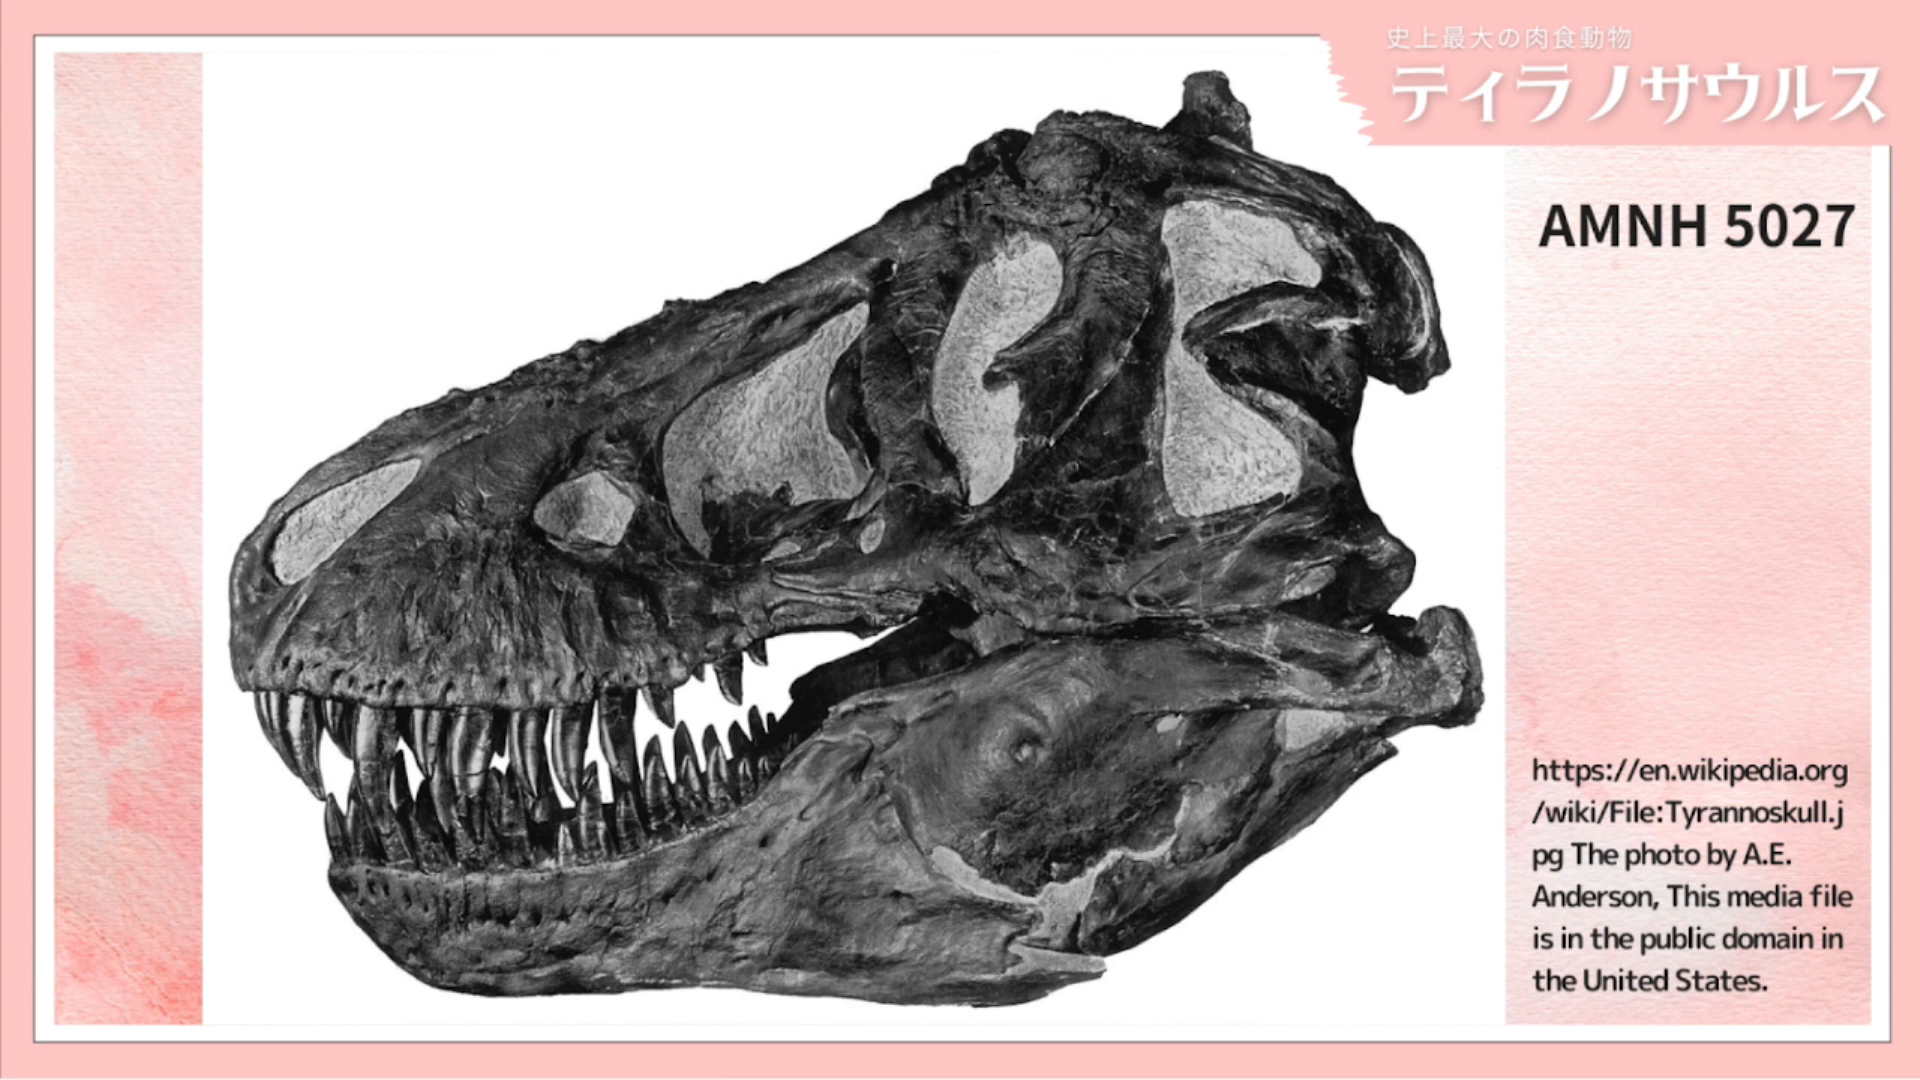 史上最大の肉食動物
ティラノサウルス
AMNH 5027
https://en.wikipedia.org
/wiki/File:Tyrannoskull.j
pg The photo by A.E.
Anderson, This media file
is in the public domain in
the United States.